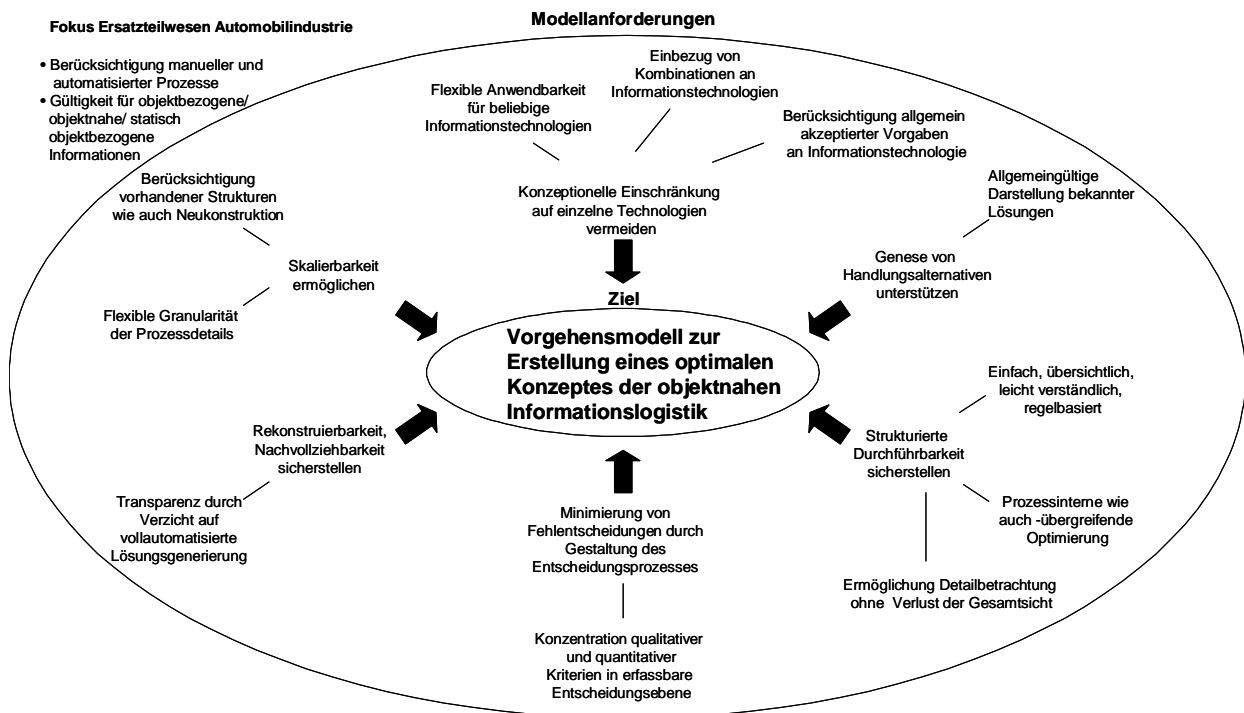 Modellanforderungen
Fokus Ersatzteilwesen Automobilindustrie
• Berücksichtigung manueller und
automatisierter Prozesse
• Gültigkeit für objektbezogene/
objektnahe/ statisch
objektbezogene
Informationen
Flexible Anwendbarkeit
für beliebige
Informationstechnologien
Einbezug von
Kombinationen an
Informationstechnologien
Berücksichtigung allgemein
akzeptierter Vorgaben
an Informationstechnologie
Konzeptionelle Einschränkung
auf einzelne Technologien
vermeiden
Allgemeingültige
Darstellung bekannter
Lösungen
Genese von
Handlungsalternativen
unterstützen
Berücksichtigung
vorhandener Strukturen
wie auch Neukonstruktion
Skalierbarkeit
ermöglichen
Flexible Granularität
der Prozessdetails
Ziel
Vorgehensmodell zur
Erstellung eines optimalen
Konzeptes der objektnahen
Informationslogistik
Einfach, übersichtlich,
leicht verständlich,
regelbasiert
Strukturierte
Durchführbarkeit
sicherstellen
Prozessinterne wie
auch -übergreifende
Optimierung
Ermöglichung Detailbetrachtung
ohne Verlust der Gesamtsicht
Rekonstruierbarkeit,
Nachvollziehbarkeit
sicherstellen
Transparenz durch
Verzicht auf
vollautomatisierte
Lösungsgenerierung
Minimierung von
Fehlentscheidungen durch
Gestaltung des
Entscheidungsprozesses
Konzentration qualitativer
und quantitativer
Kriterien in erfassbare
Entscheidungsebene